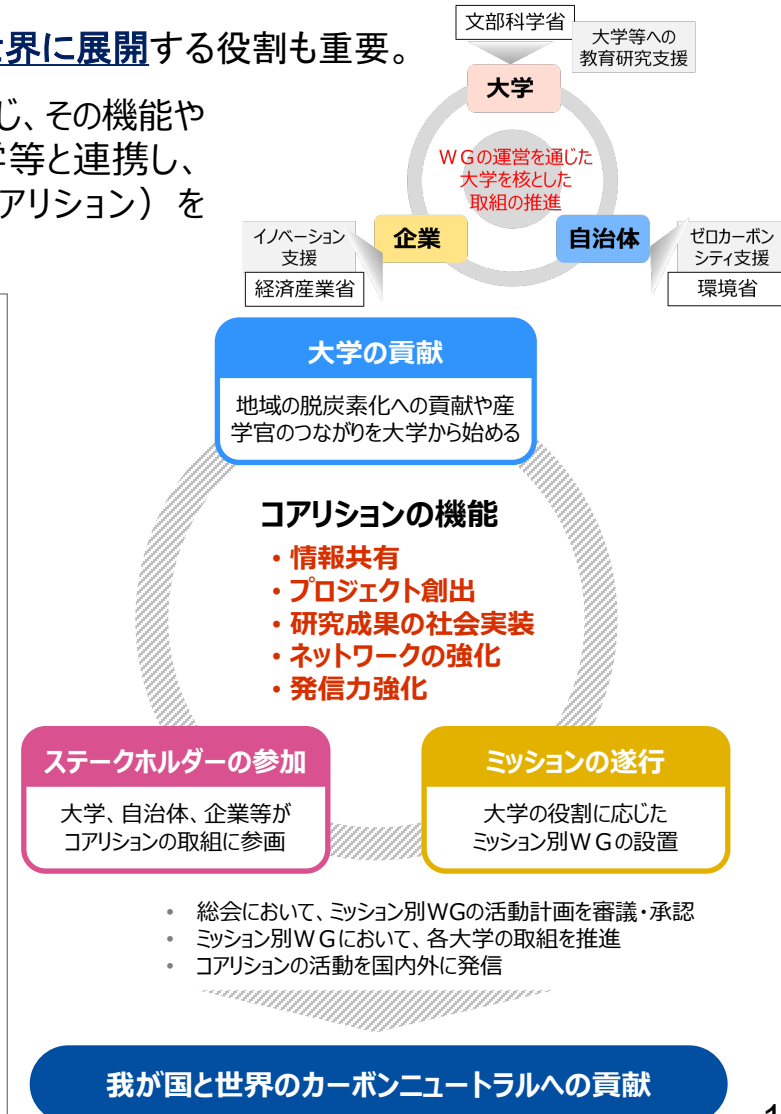 文部科学省
大学等への
教育研究支援
世界に展開する役割も重要。
大学
じ、その機能や
学等と連携し、
アリション）を
ＷＧの運営を通じた
大学を核とした
取組の推進
イノベーション
支援
経済産業省
企業
自治体
ゼロカーボン
シティ支援
環境省
大学の貢献
地域の脱炭素化への貢献や産
学官のつながりを大学から始める
コアリションの機能
・情報共有
・プロジェクト創出
・研究成果の社会実装
・ネットワークの強化
・発信力強化
ステークホルダーの参加
大学、自治体、企業等が
コアリションの取組に参画
ミッションの遂行
大学の役割に応じた
ミッション別ＷＧの設置
• 総会において、ミッション別WGの活動計画を審議・承認
• ミッション別ＷＧにおいて、各大学の取組を推進
• コアリションの活動を国内外に発信
我が国と世界のカーボンニュートラルへの貢献
1